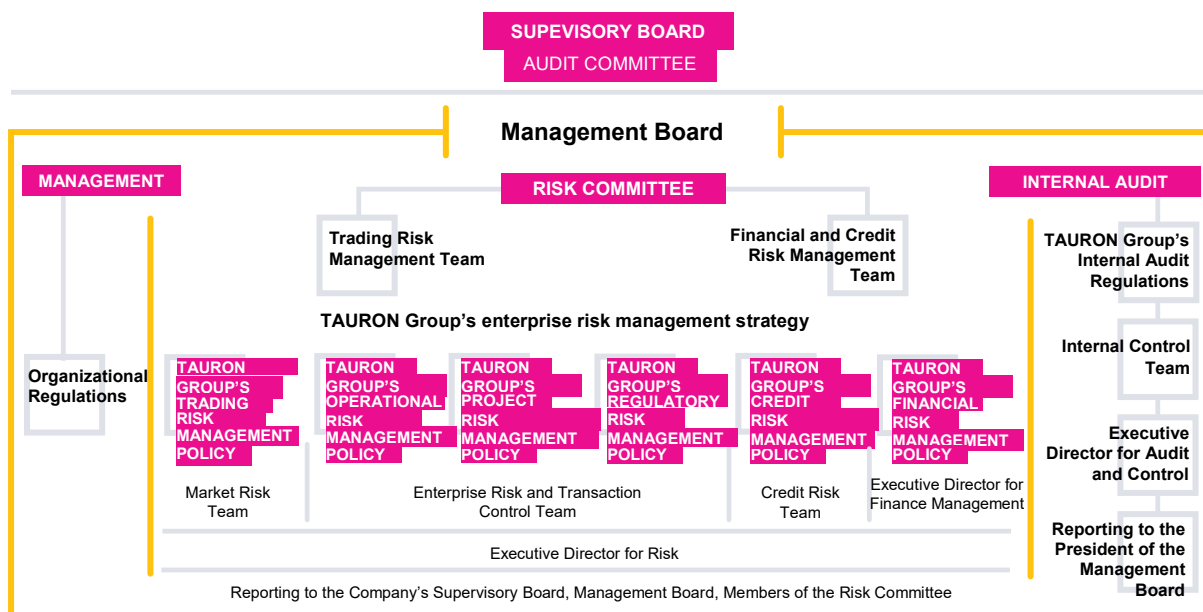 SUPEVISORY BOARD
AUDIT COMMITTEE
Management Board
MANAGEMENT
RISK COMMITTEE
INTERNAL AUDIT
Trading Risk
Management Team
Financial and Credit
Risk Management
Team
TAURON Group's
Internal Audit
Regulations
TAURON Group's enterprise risk management strategy
Organizational
Regulations
TAURON
GROUP'S
TRADING
RISK
MANAGEMENT
POLICY
TAURON
GROUP'S
OPERATIONAL
RISK
MANAGEMENT
POLICY
TAURON
GROUP'S
PROJECT
RISK
MANAGEMENT
POLICY
TAURON
GROUP'S
REGULATORY
RISK
MANAGEMENT
POLICY
TAURON
GROUP'S
CREDIT
RISK
MANAGEMENT
POLICY
TAURON
GROUP'S
FINANCIAL
RISK
MANAGEMENT
POLICY
Internal Control
Team
Executive
Director for Audit
and Control
Market Risk
Team
Enterprise Risk and Transaction
Control Team
Credit Risk
Team
Executive Director for
Finance Management
Executive Director for Risk
Reporting to the Company's Supervisory Board, Management Board, Members of the Risk Committee
Reporting to the
President of the
Management
Board